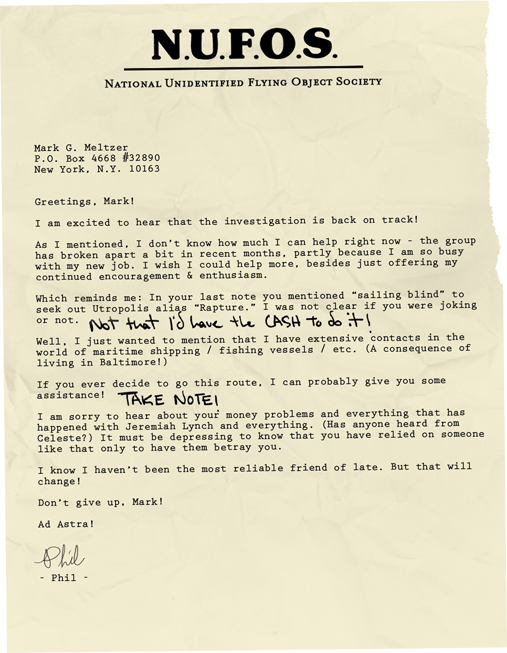 N.U.F.O.S.
National Unidentified Flying Object Society
Mark G. Meltzer
P.O. Box 4668 #32890
New York, N.Y. 10163
Greetings, Mark!
I am excited to hear that the investigation is back on track!
As I mentioned, I don't know how much I can help right now - the group
has broken apart a bit in recent months, partly because I am so busy
with my new job. I wish I could help more, besides just offering my
continued encouragement & enthusiasm.
Which reminds me: In your last note you mentioned "sailing blind" to
seek out Utropolis alias "Rapture." I was not clear if you were joking
or not. Not that I'd have the CASH to do it!
Well, I just wanted to mention that I have extensive contacts in the
world of maritime shipping / fishing vessels / etc. (A consequence of
living in Baltimore!)
If you ever decide to go this route, I can probably give you some
assistance! TAKE NOTE!
I am sorry to hear about your money problems and everything that has
happened with Jeremiah Lynch and everything. (Has anyone heard from
Celeste?) It must be depressing to know that you have relied on someone
like that only to have them betray you.
I know I haven't been the most reliable friend of late. But that will
change!
Don't give up, Mark!
Ad Astra!
Phil
- Phil -